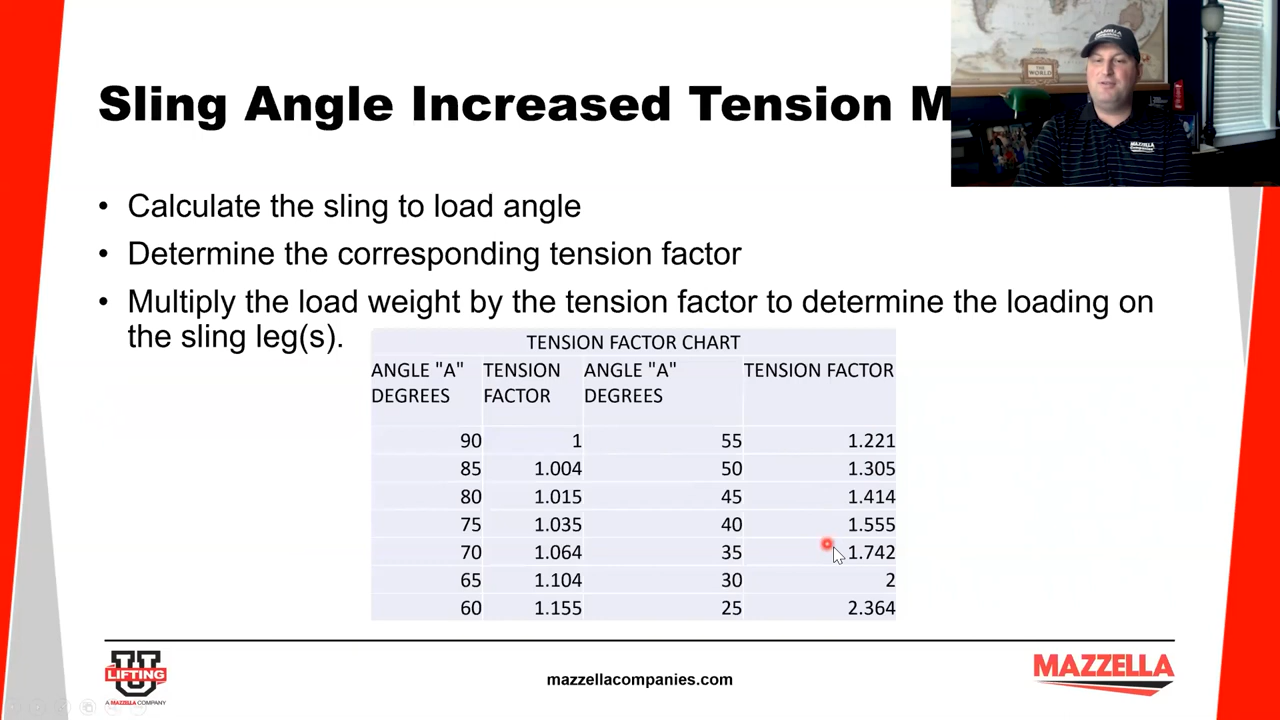 Sling Angle Increased Tension M
• Calculate the sling to load angle
• Determine the corresponding tension factor
• Multiply the load weight by the tension factor to determine the loading on
the sling leg(s).
TENSION FACTOR CHART
ANGLE "A" DEGREES TENSION FACTOR ANGLE "A" DEGREES TENSION FACTOR
90 1 55 1.221
85 1.004 50 1.305
80 1.015 45 1.414
75 1.035 40 1.555
70 1.064 35 1.742
65 1.104 30 2
60 1.155 25 2.364
U
LIFTING
A MAZZELLA COMPANY
mazzellacompanies.com
MAZZELLA
THE WORLD
MAZZELLA